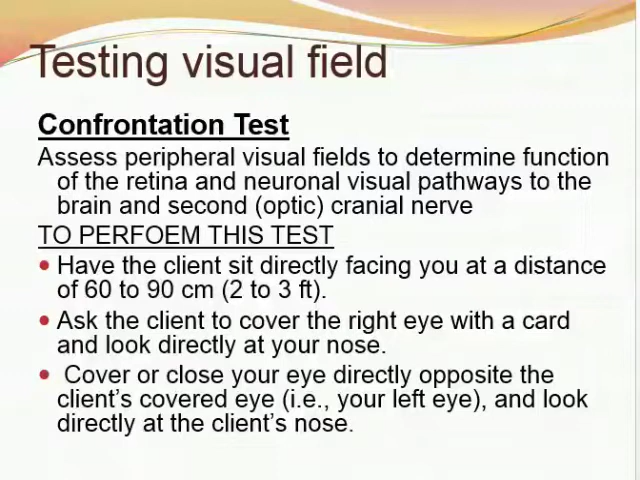 Testing visual field
Confrontation Test
Assess peripheral visual fields to determine function
of the retina and neuronal visual pathways to the
brain and second (optic) cranial nerve
TO PERFOEM THIS TEST
• Have the client sit directly facing you at a distance
of 60 to 90 cm (2 to 3 ft).
• Ask the client to cover the right eye with a card
and look directly at your nose.
• Cover or close your eye directly opposite the
client's covered eye (i.e., your left eye), and look
directly at the client's nose.